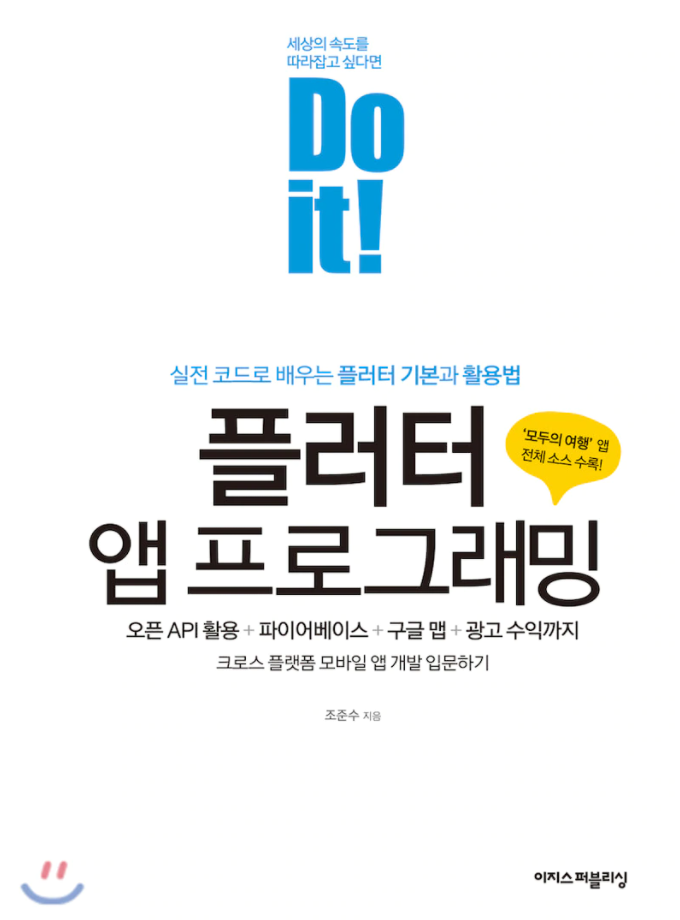 세상의 속도를
따라잡고 싶다면
Do
it!
실전 코드로 배우는 플러터 기본과 활용법
플러터
'모두의 여행' 앱
전체 소스 수록!
앱 프로그래밍
오픈 API 활용 + 파이어베이스 + 구글 맵 + 광고 수익까지
크로스 플랫폼 모바일 앱 개발 입문하기
조준수 지음
이지스퍼블리싱